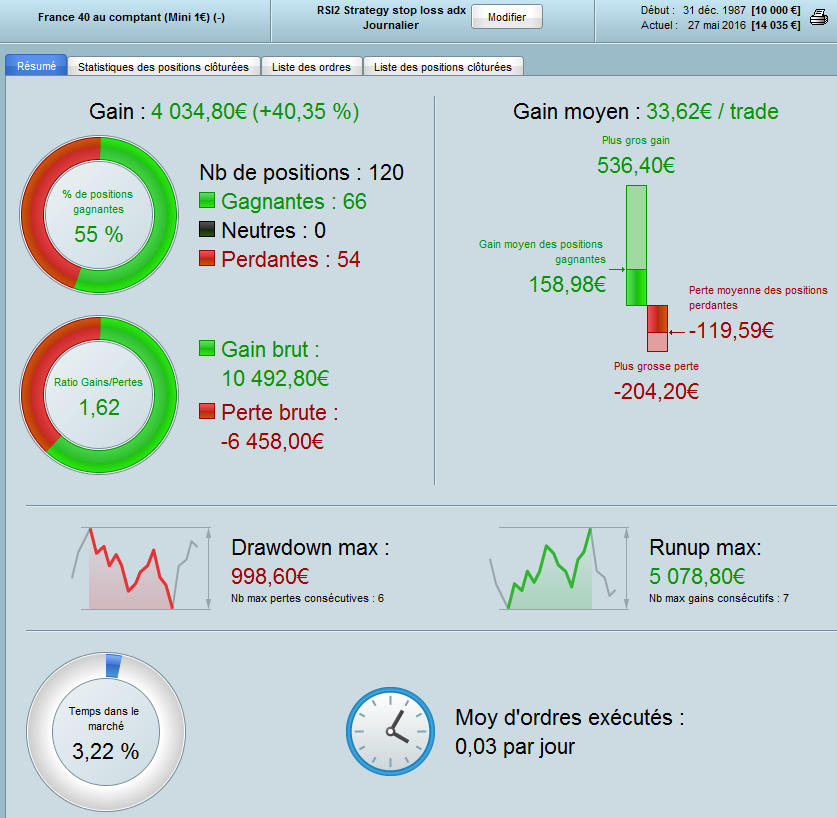 France 40 au comptant (Mini 1€) (-)
RSI2 Strategy stop loss adx
Journalier
Modifier
Début : 31 déc. 1987 [10 000 €]
Actuel : 27 mai 2016 [14 035 €]
Résumé
Statistiques des positions clôturées
Liste des ordres
Liste des positions clôturées
Gain : 4 034,80€ (+40,35 %)
% de positions
gagnantes
55 %
Nb de positions : 120
Gagnantes : 66
Neutres : 0
Perdantes : 54
Ratio Gains/Pertes
1,62
Gain brut :
10 492,80€
Perte brute :
-6 458,00€
Gain moyen : 33,62€ / trade
Plus gros gain
536,40€
Gain moyen des positions
gagnantes
158,98€
Perte moyenne des positions
perdantes
-119,59€
Plus grosse perte
-204,20€
Drawdown max :
998,60€
Nb max pertes consécutives : 6
Runup max:
5 078,80€
Nb max gains consécutifs : 7
Temps dans le
marché
3,22 %
Moy d'ordres exécutés :
0,03 par jour